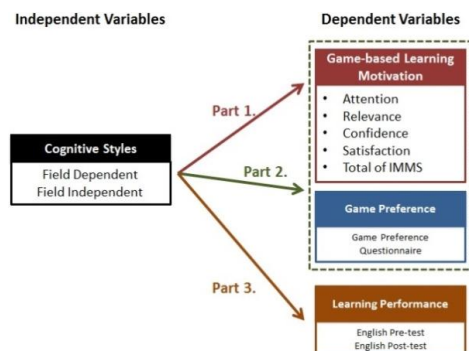 Independent Variables
Dependent Variables
Game-based Learning
Motivation
• Attention
• Relevance
• Confidence
• Satisfaction
• Total of IMMS
Part 1.
Cognitive Styles
Field Dependent
Field Independent
Part 2.
Game Preference
Game Preference
Questionnaire
Part 3.
Learning Performance
English Pre-test
English Post-test